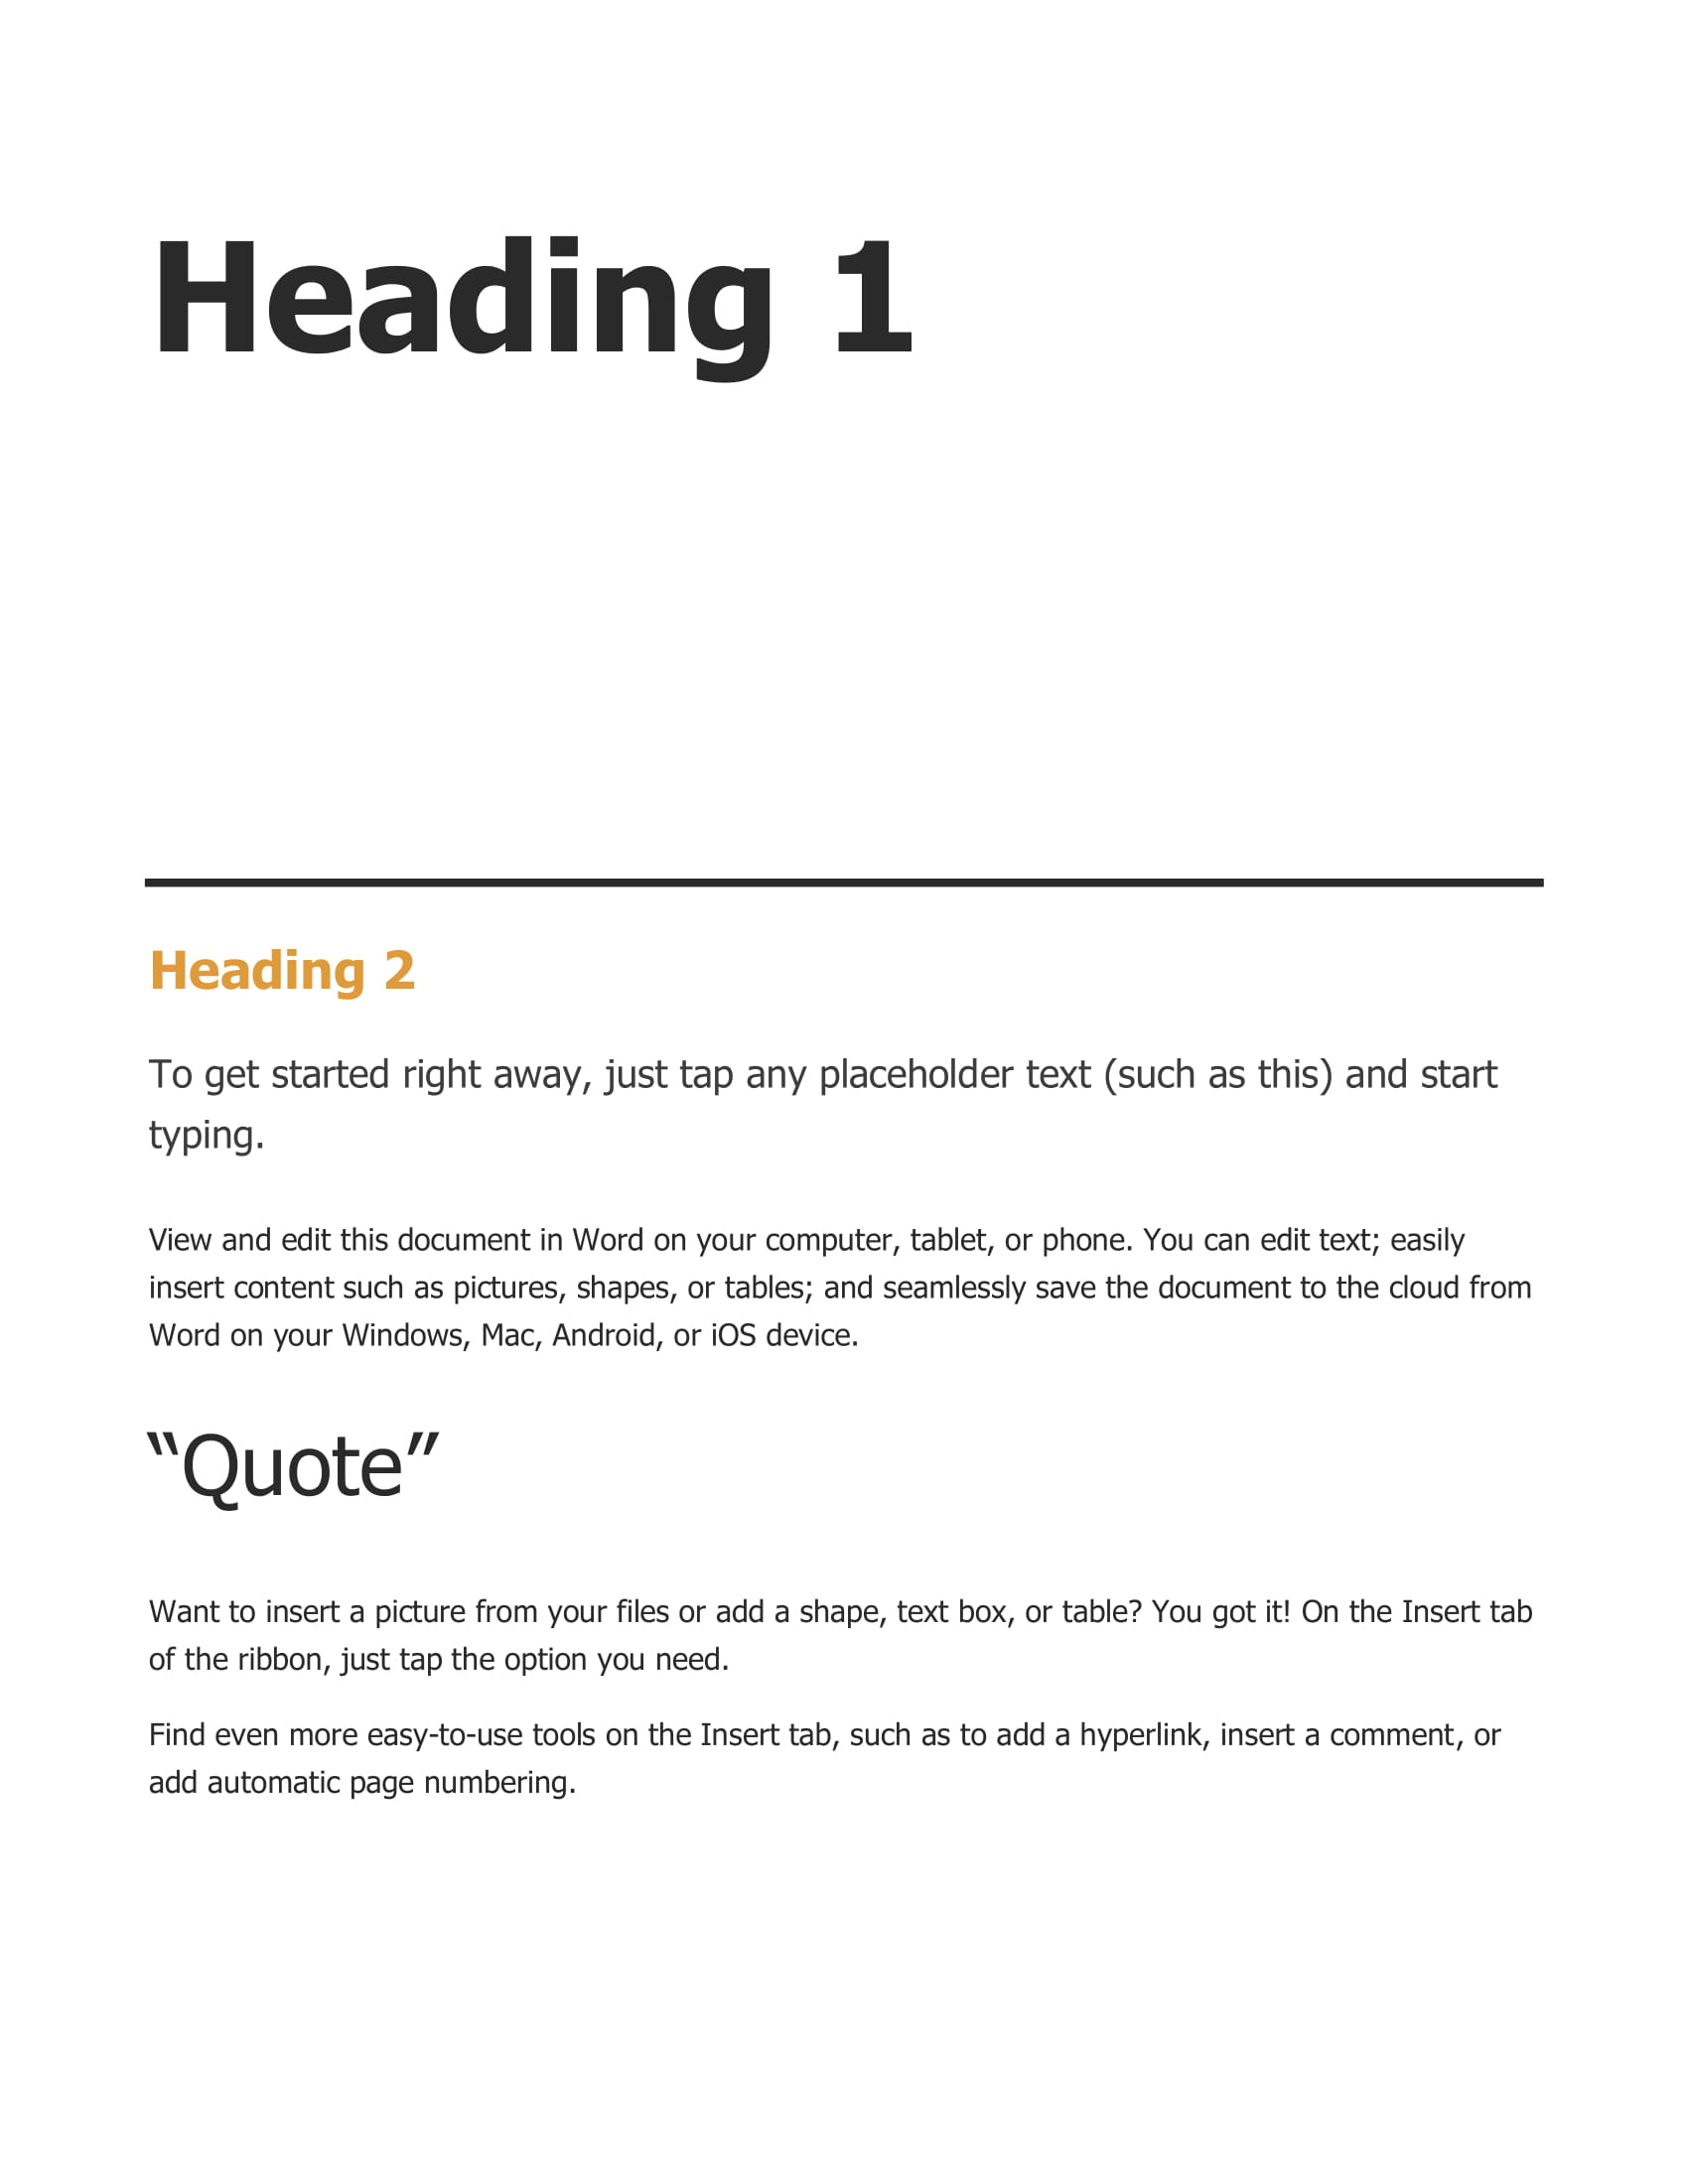 Heading 1
Heading 2
To get started right away, just tap any placeholder text (such as this) and start
typing.
View and edit this document in Word on your computer, tablet, or phone. You can edit text; easily
insert content such as pictures, shapes, or tables; and seamlessly save the document to the cloud from
Word on your Windows, Mac, Android, or iOS device.
“Quote”
Want to insert a picture from your files or add a shape, text box, or table? You got it! On the Insert tab
of the ribbon, just tap the option you need.
Find even more easy-to-use tools on the Insert tab, such as to add a hyperlink, insert a comment, or
add automatic page numbering.